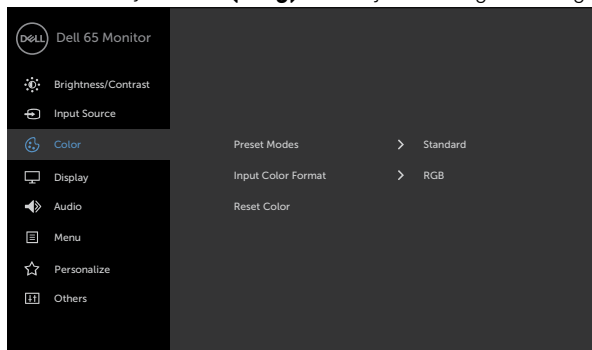 DELL
Dell 65 Monitor
Brightness/Contrast
Input Source
Color
Preset Modes
Standard
Display
Input Color Format
RGB
Audio
Reset Color
Menu
Personalize
Others